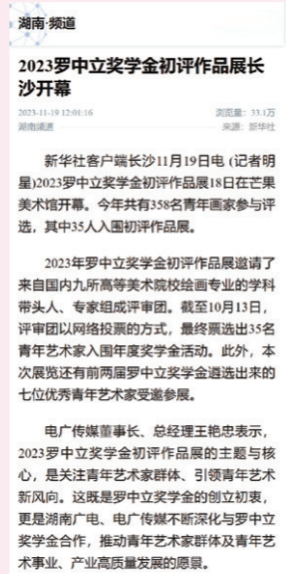 湖南·频道
2023罗中立奖学金初评作品展长
沙开幕
2023-11-19 12:01:16
浏览量：33.1万
湖南频道
来源：新华社
新华社客户端长沙11月19日电 (记者明
星)2023罗中立奖学金初评作品展18日在芒果
美术馆开幕。今年共有358名青年画家参与评
选，其中35人入围初评作品展。
2023年罗中立奖学金初评作品展邀请了
来自国内九所高等美术院校绘画专业的学科
带头人、专家组成评审团。截至10月13日，
评审团以网络投票的方式，最终票选出35名
青年艺术家入围年度奖学金活动。此外，本
次展览还有前两届罗中立奖学金遴选出来的
七位优秀青年艺术家受邀参展。
电广传媒董事长、总经理王艳忠表示，
2023罗中立奖学金初评作品展的主题与核
心，是关注青年艺术家群体、引领青年艺术
新风向。这既是罗中立奖学金的创立初衷，
更是湖南广电、电广传媒不断深化与罗中立
奖学金合作，推动青年艺术家群体及青年艺
术事业、产业高质量发展的愿景。